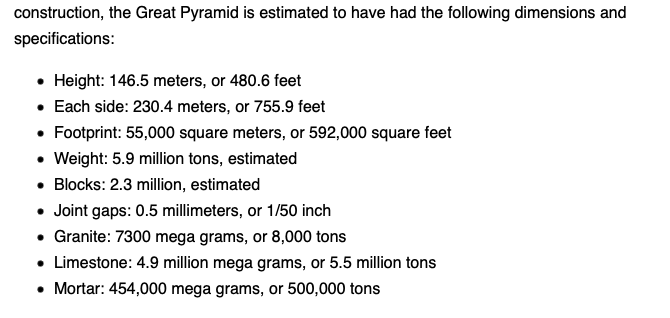 construction, the Great Pyramid is estimated to have had the following dimensions and
specifications:
• Height: 146.5 meters, or 480.6 feet
• Each side: 230.4 meters, or 755.9 feet
• Footprint: 55,000 square meters, or 592,000 square feet
• Weight: 5.9 million tons, estimated
• Blocks: 2.3 million, estimated
• Joint gaps: 0.5 millimeters, or 1/50 inch
• Granite: 7300 mega grams, or 8,000 tons
• Limestone: 4.9 million mega grams, or 5.5 million tons
• Mortar: 454,000 mega grams, or 500,000 tons